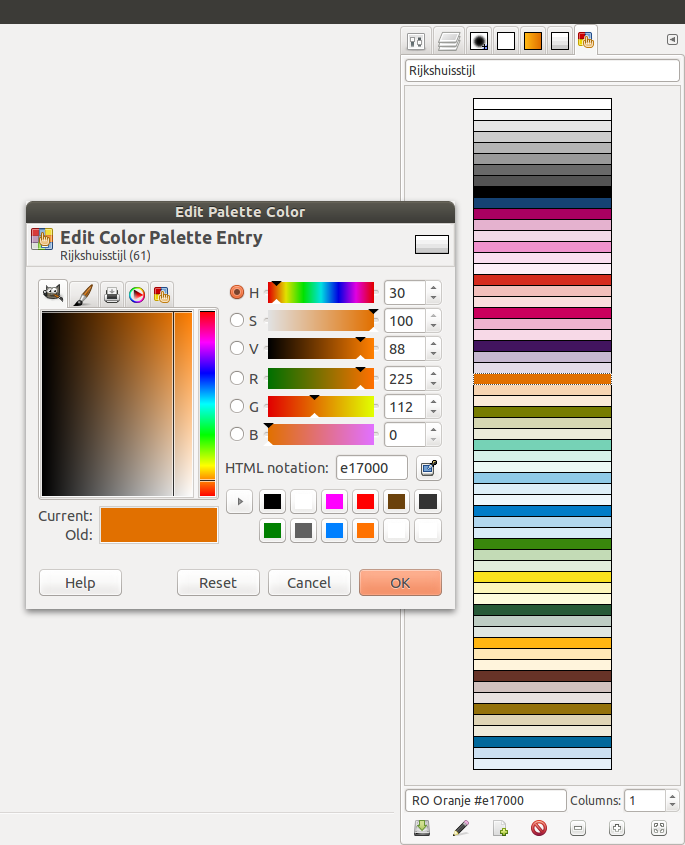 Rijkshuisstijl
Edit Palette Color
Edit Color Palette Entry
Rijkshuisstijl (61)
H 30
S 100
V 88
R 225
G 112
B 0
HTML notation: e17000
Current:
Old:
Help Reset Cancel OK
RO Oranje #e17000 Columns: 1